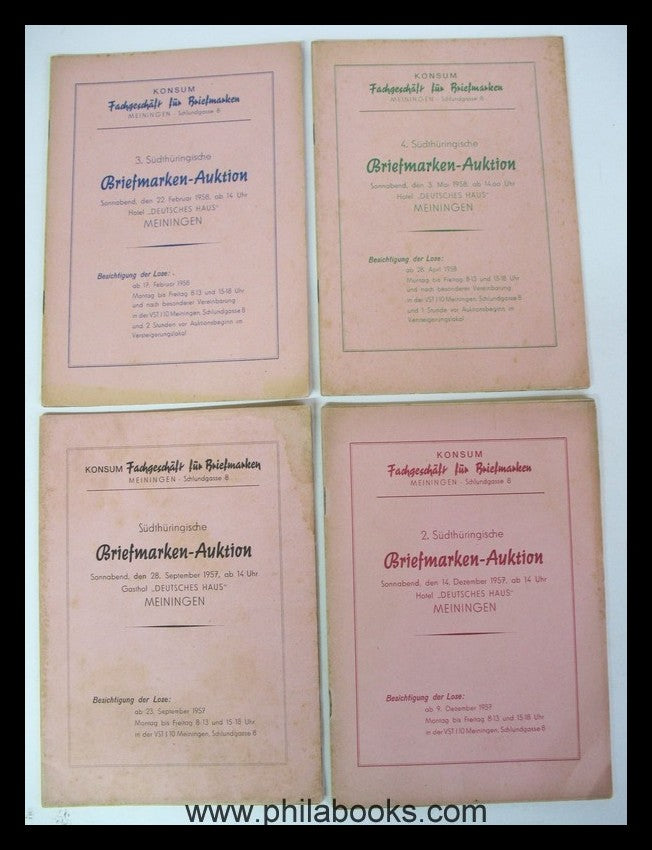 KONSUM
Fachgeschäft für Briefmarken
MEININGEN · Schlundgasse 8
3. Südthüringische
Briefmarken-Auktion
Sonnabend, den 22. Februar 1958, ab 14 Uhr
Hotel „DEUTSCHES HAUS"
MEININGEN
Besichtigung der Lose:
ab 17. Februar 1958
Montag bis Freitag 8-13 und 15-18 Uhr
und nach besonderer Vereinbarung
in der VST I 10 Meiningen, Schlundgasse 8
und 2 Stunden vor Auktionsbeginn im
Versteigerungslokal
KONSUM
Fachgeschäft für Briefmarken
MEININGEN · Schlundgasse 8
4. Südthüringische
Briefmarken-Auktion
Sonnabend, den 3. Mai 1958, ab 14.00 Uhr
Hotel „DEUTSCHES HAUS"
MEININGEN
Besichtigung der Lose:
ab 28. April 1958
Montag bis Freitag 8-13 und 15-18 Uhr
und nach besonderer Vereinbarung
in der VST I 10 Meiningen, Schlundgasse 8
und 1 Stunde vor Auktionsbeginn im
Versteigerungslokal
KONSUM Fachgeschäft für Briefmarken
MEININGEN · Schlundgasse 8
Südthüringische
Briefmarken-Auktion
Sonnabend, den 28. September 1957, ab 14 Uhr
Gasthof „DEUTSCHES HAUS"
MEININGEN
Besichtigung der Lose:
ab 23. September 1957
Montag bis Freitag 8-13 und 15-18 Uhr
in der VST I 10 Meiningen, Schlundgasse 8
KONSUM
Fachgeschäft für Briefmarken
MEININGEN · Schlundgasse 8
2. Südthüringische
Briefmarken-Auktion
Sonnabend, den 14. Dezember 1957, ab 14 Uhr
Hotel „DEUTSCHES HAUS"
MEININGEN
Besichtigung der Lose:
ab 9. Dezember 1957
Montag bis Freitag 8-13 und 15-18 Uhr
in der VST I 10 Meiningen, Schlundgasse 8
www.philabooks.com